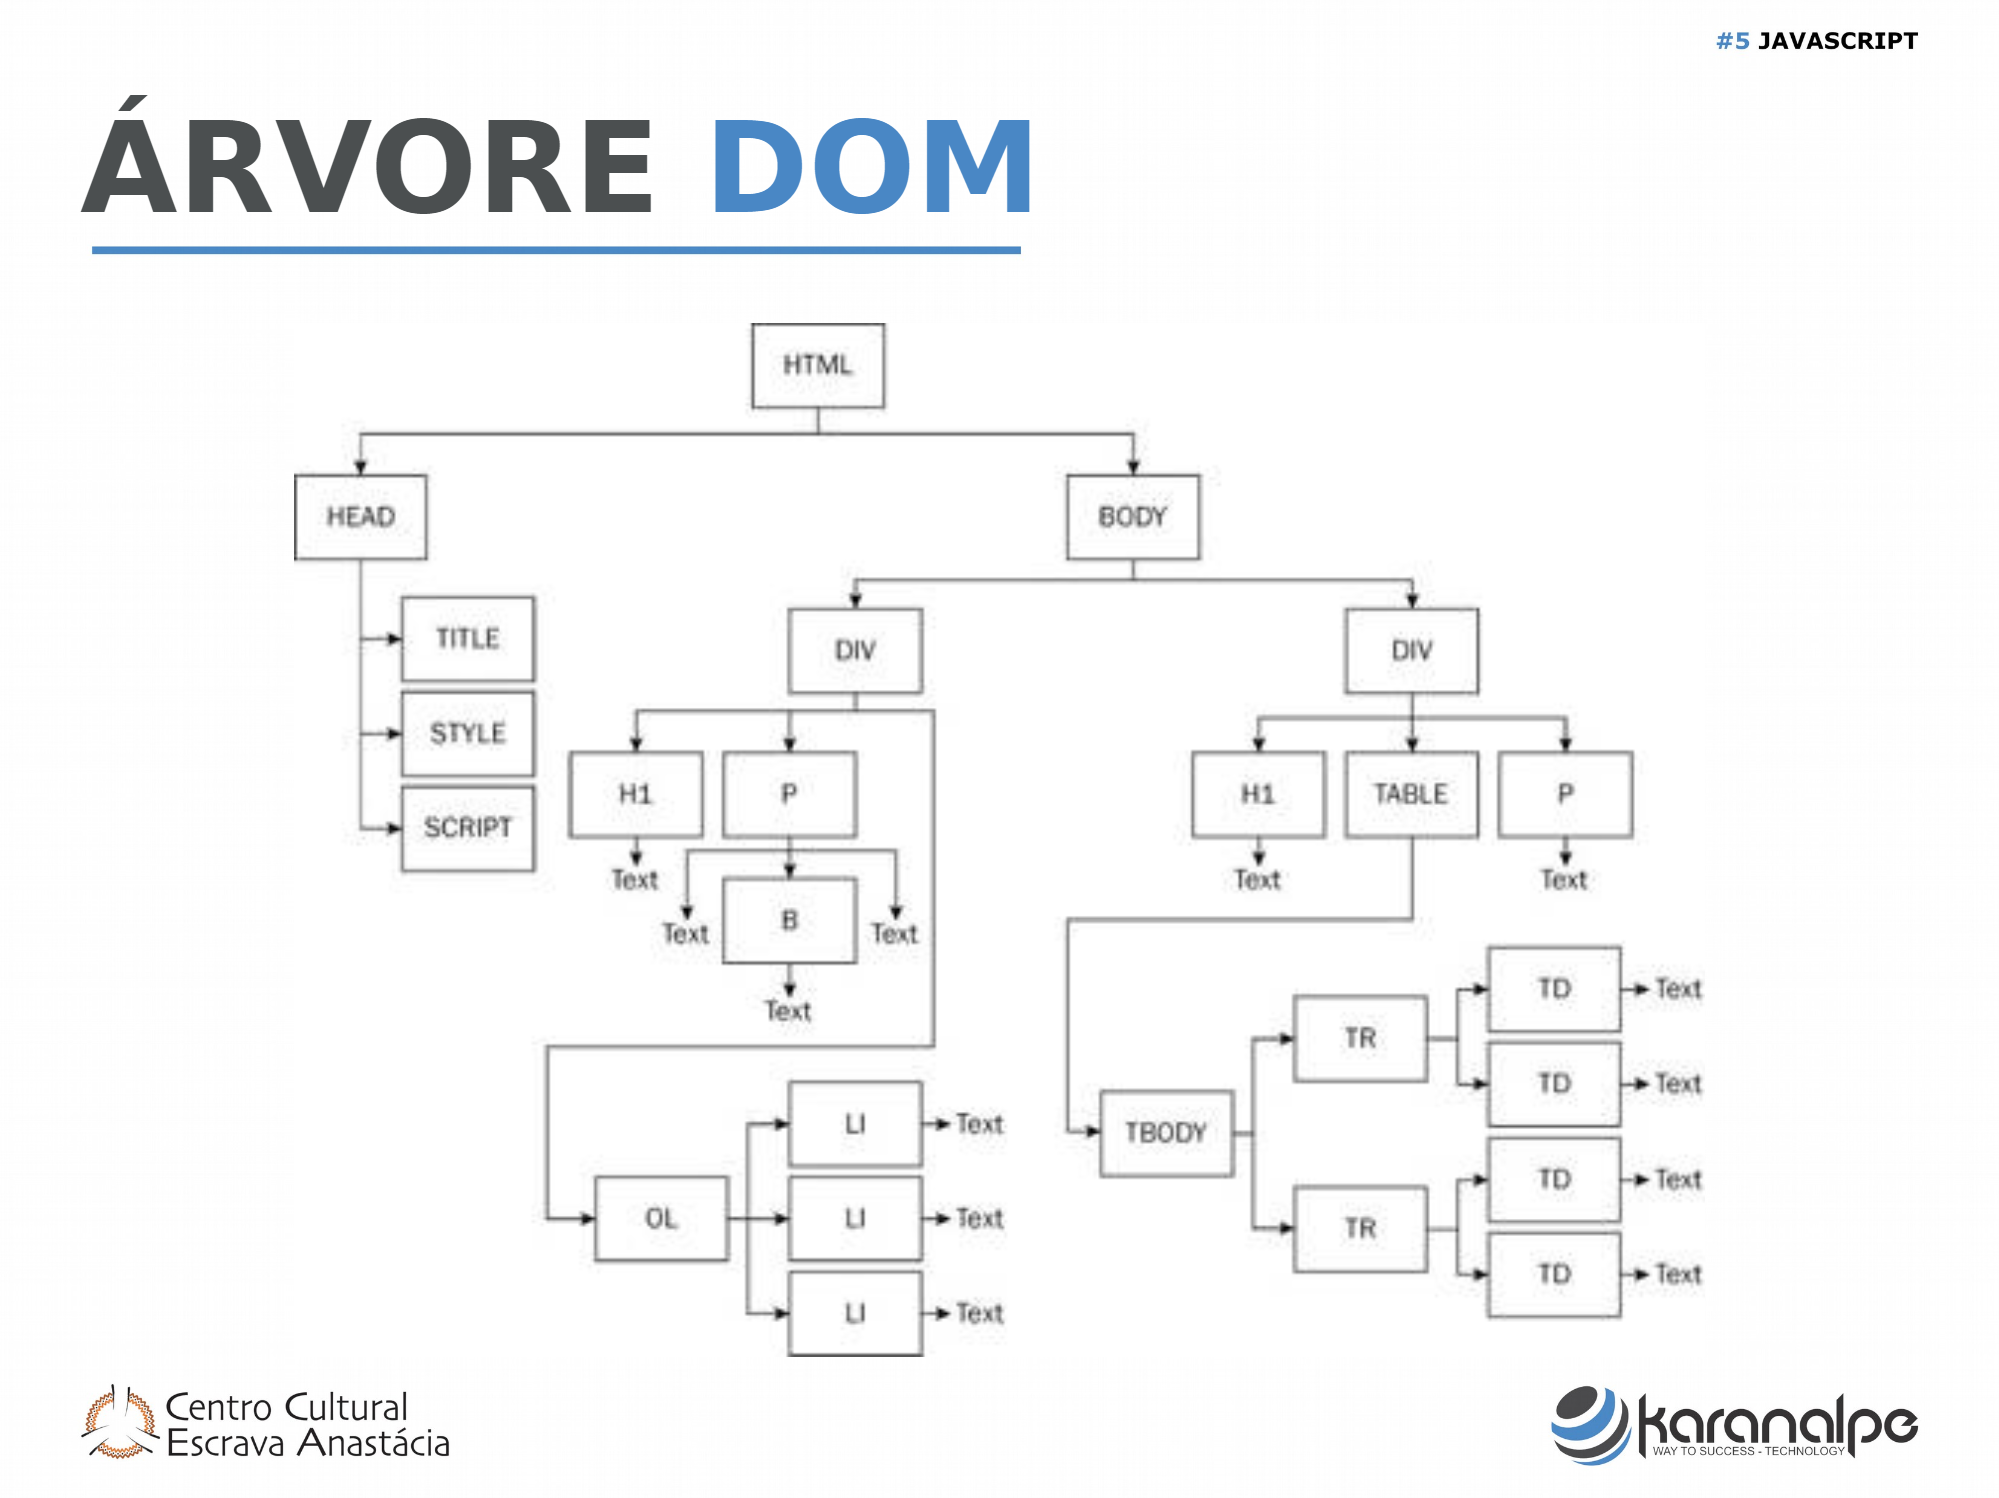 #5 JAVASCRIPT
ÁRVORE DOM
HTML
HEAD
BODY
TITLE
STYLE
SCRIPT
DIV
DIV
H1
P
Text
B
Text
Text
Text
OL
LI
Text
LI
Text
LI
Text
H1
TABLE
P
Text
Text
TBODY
TR
TD
Text
TD
Text
TR
TD
Text
TD
Text
Centro Cultural
Escrava Anastácia
karanalpe
WAY TO SUCCESS - TECHNOLOGY